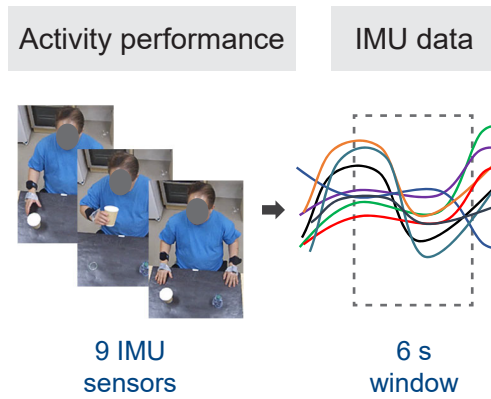 Activity performance
IMU data
9 IMU
sensors
6 s
window